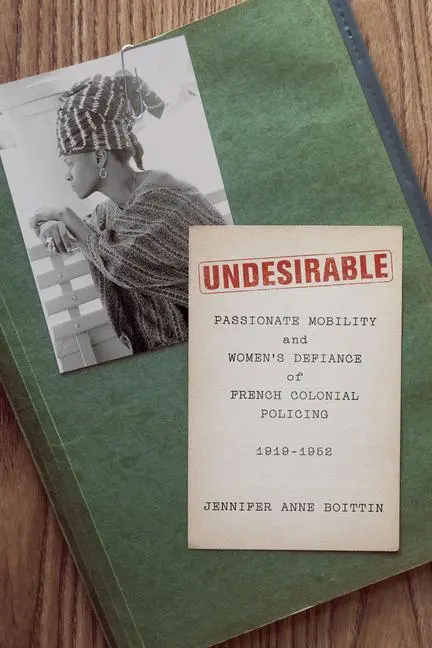 UNDESIRABLE
PASSIONATE MOBILITY
and
WOMEN'S DEFIANCE
of
FRENCH COLONIAL
POLICING
1919–1952
JENNIFER ANNE BOITTIN